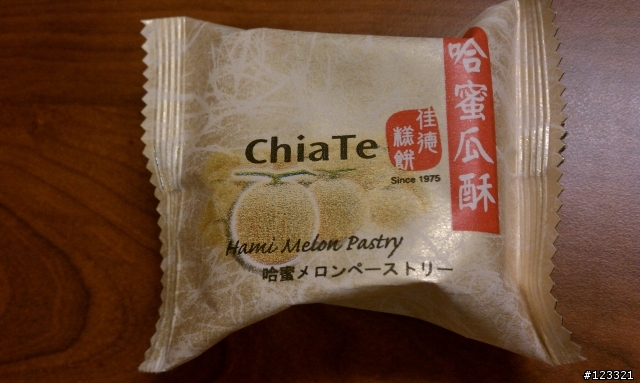 哈蜜瓜酥
佳德
糕餅
ChiaTe
Since 1975
Hami Melon Pastry
哈蜜メロンペーストリー
#123321